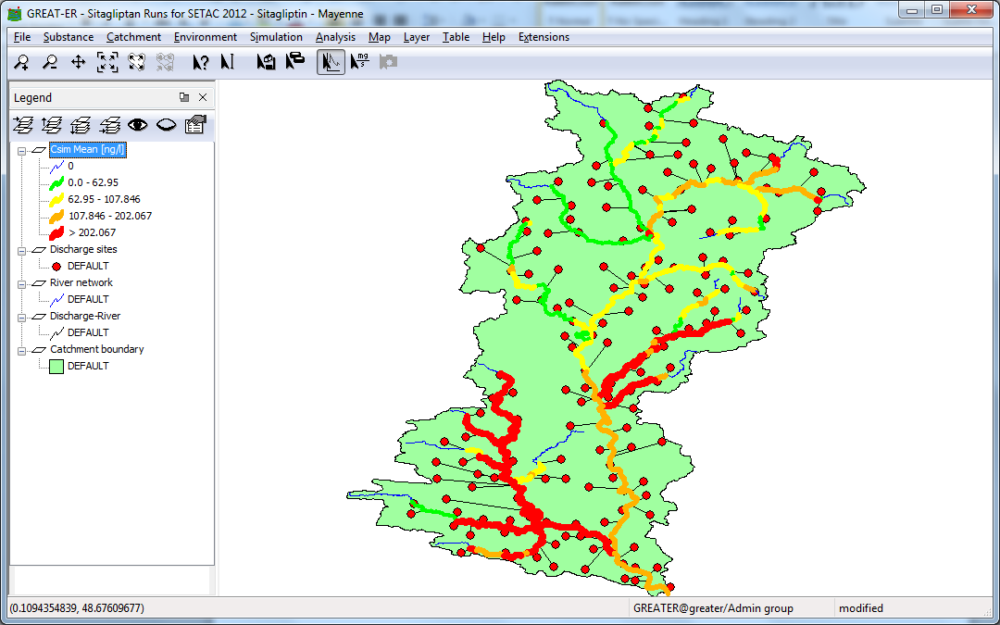 GREAT-ER - Sitagliptan Runs for SETAC 2012 - Sitagliptin - Mayenne
File Substance Catchment Environment Simulation Analysis Map Layer Table Help Extensions
mg
s
Legend
Csim Mean [ng/l]
0
0.0 - 62.95
62.95 - 107.846
107.846 - 202.067
> 202.067
Discharge sites
DEFAULT
River network
DEFAULT
Discharge-River
DEFAULT
Catchment boundary
DEFAULT
(0.1094354839, 48.67609677) GREATER@greater/Admin group modified